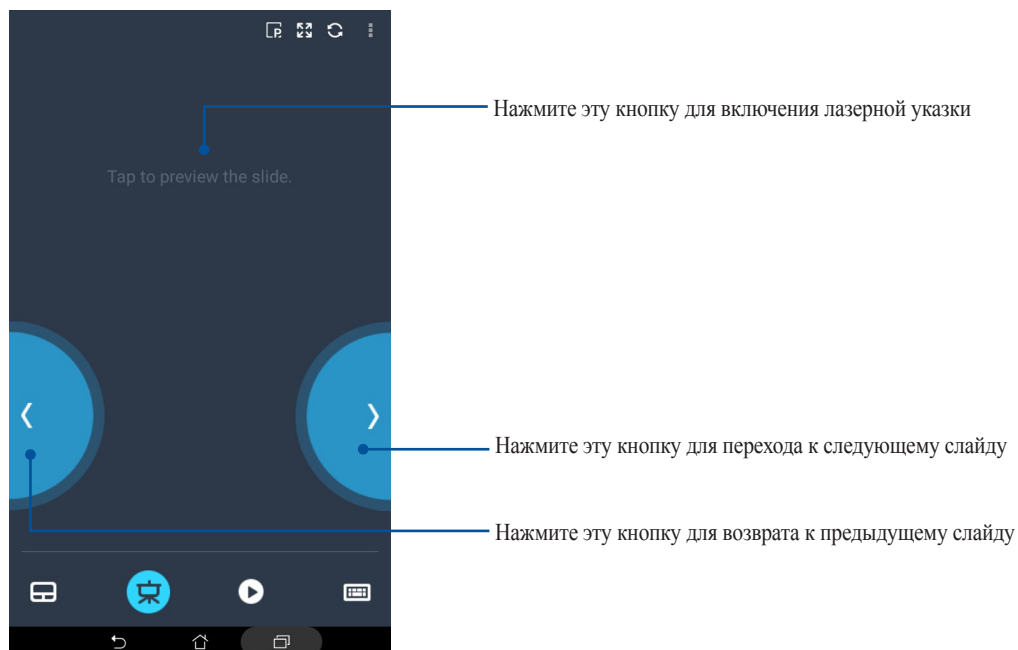 Нажмите эту кнопку для включения лазерной указки
Tap to preview the slide.
Нажмите эту кнопку для перехода к следующему слайду
Нажмите эту кнопку для возврата к предыдущему слайду